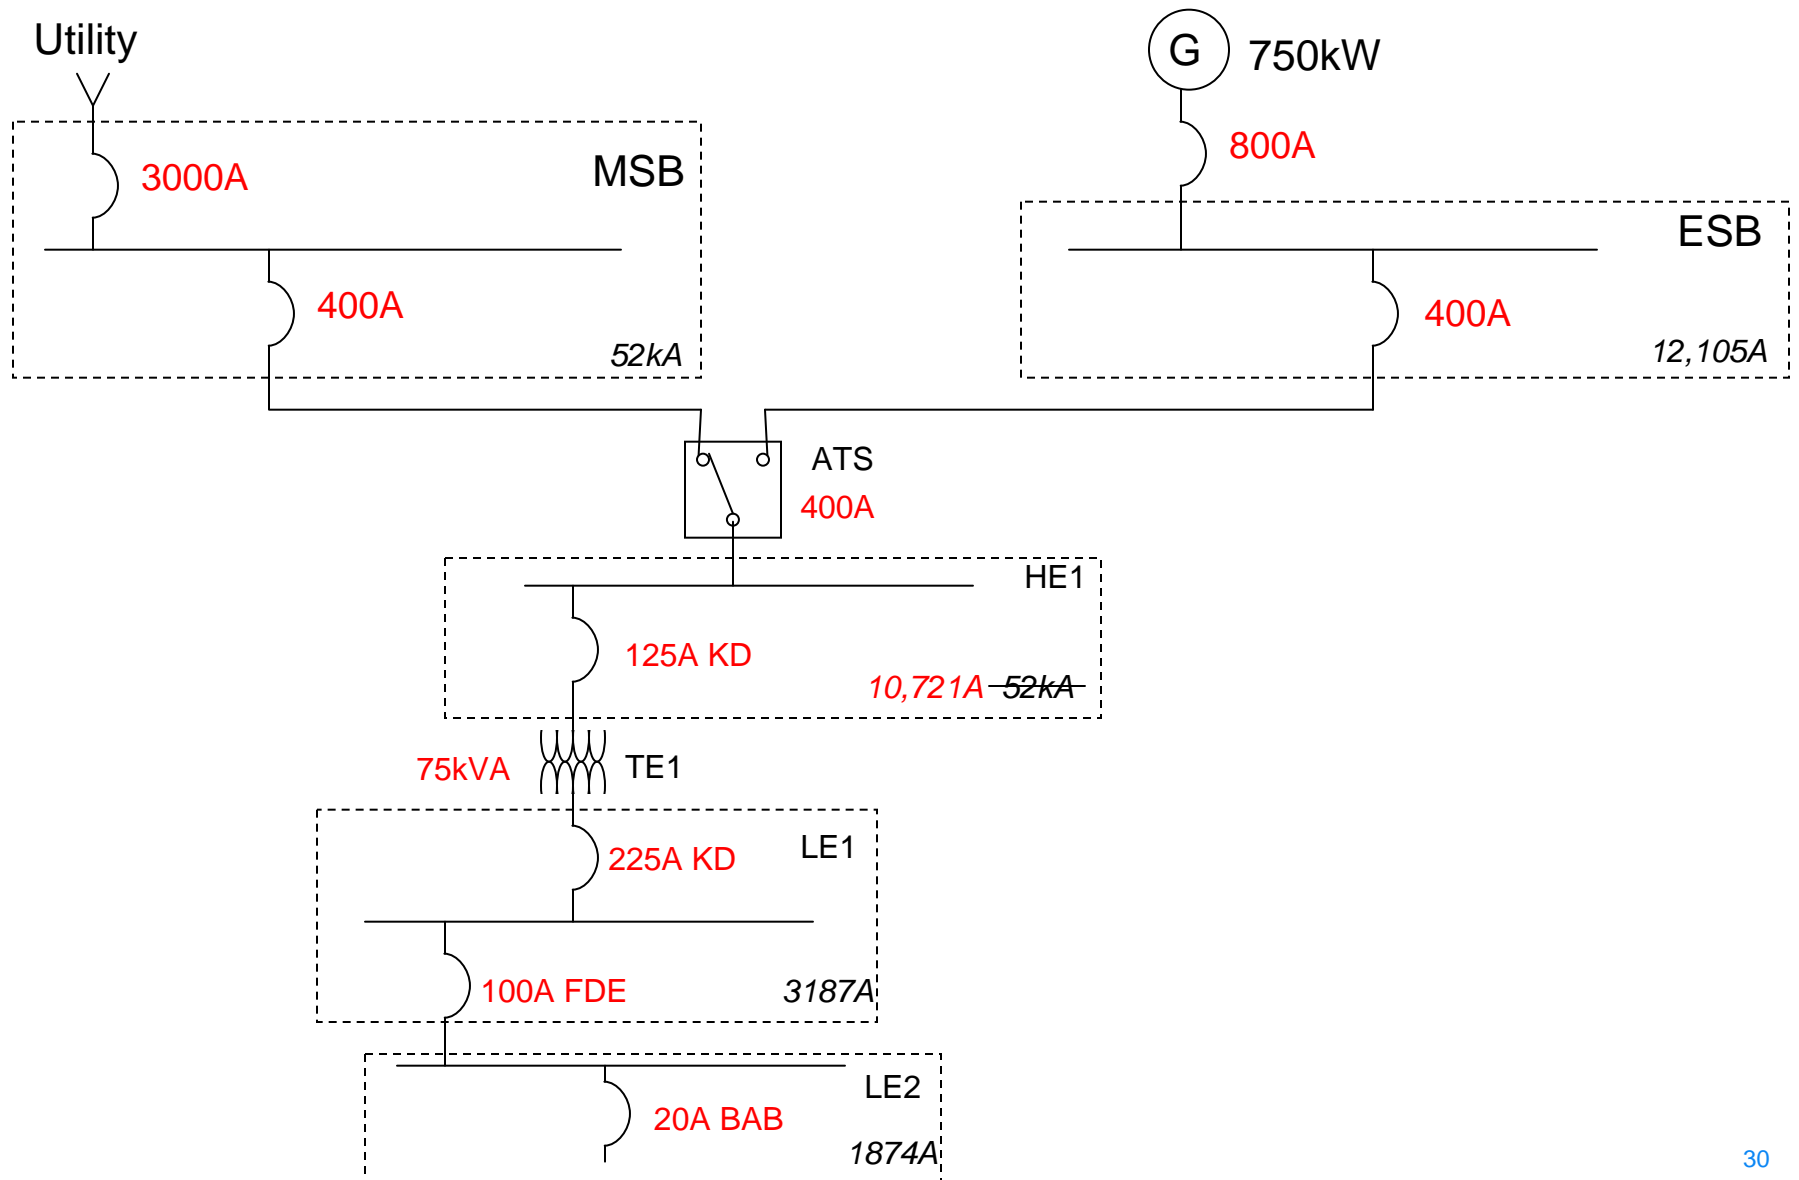 Utility
G 750kW
800A
3000A
MSB
ESB
400A
400A
52kA
12,105A
ATS
400A
HE1
125A KD
10,721A 52kA
75kVA
TE1
LE1
225A KD
100A FDE
3187A
LE2
20A BAB
1874A
30